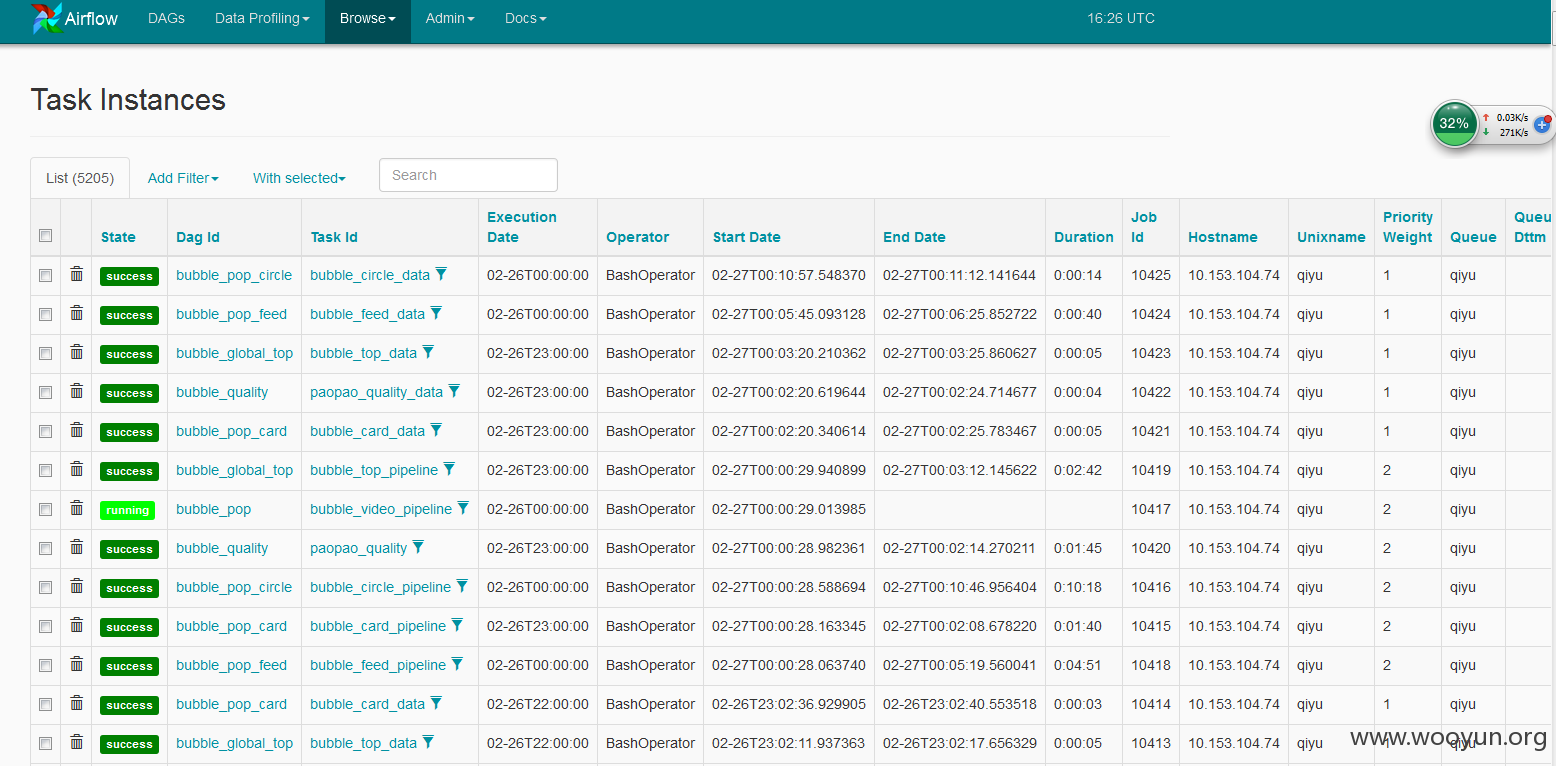 Airflow DAGs Data Profiling Browse Admin Docs 16:26 UTC
Task Instances
32% 0.03K/s
271K/s
List (5205) Add Filter With selected Search
State Dag Id Task Id Execution Date Operator Start Date End Date Duration Job Id Hostname Unixname Priority Weight Queue Queu Dttm
success bubble_pop_circle bubble_circle_data 02-26T00:00:00 BashOperator 02-27T00:10:57.548370 02-27T00:11:12.141644 0:00:14 10425 10.153.104.74 qiyu 1 qiyu
success bubble_pop_feed bubble_feed_data 02-26T00:00:00 BashOperator 02-27T00:05:45.093128 02-27T00:06:25.852722 0:00:40 10424 10.153.104.74 qiyu 1 qiyu
success bubble_global_top bubble_top_data 02-26T23:00:00 BashOperator 02-27T00:03:20.210362 02-27T00:03:25.860627 0:00:05 10423 10.153.104.74 qiyu 1 qiyu
success bubble_quality paopao_quality_data 02-26T23:00:00 BashOperator 02-27T00:02:20.619644 02-27T00:02:24.714677 0:00:04 10422 10.153.104.74 qiyu 1 qiyu
success bubble_pop_card bubble_card_data 02-26T23:00:00 BashOperator 02-27T00:02:20.340614 02-27T00:02:25.783467 0:00:05 10421 10.153.104.74 qiyu 1 qiyu
success bubble_global_top bubble_top_pipeline 02-26T23:00:00 BashOperator 02-27T00:00:29.940899 02-27T00:03:12.145622 0:02:42 10419 10.153.104.74 qiyu 2 qiyu
running bubble_pop bubble_video_pipeline 02-26T00:00:00 BashOperator 02-27T00:00:29.013985 10417 10.153.104.74 qiyu 2 qiyu
success bubble_quality paopao_quality 02-26T23:00:00 BashOperator 02-27T00:00:28.982361 02-27T00:02:14.270211 0:01:45 10420 10.153.104.74 qiyu 2 qiyu
success bubble_pop_circle bubble_circle_pipeline 02-26T00:00:00 BashOperator 02-27T00:00:28.588694 02-27T00:10:46.956404 0:10:18 10416 10.153.104.74 qiyu 2 qiyu
success bubble_pop_card bubble_card_pipeline 02-26T23:00:00 BashOperator 02-27T00:00:28.163345 02-27T00:02:08.678220 0:01:40 10415 10.153.104.74 qiyu 2 qiyu
success bubble_pop_feed bubble_feed_pipeline 02-26T00:00:00 BashOperator 02-27T00:00:28.063740 02-27T00:05:19.560041 0:04:51 10418 10.153.104.74 qiyu 2 qiyu
success bubble_pop_card bubble_card_data 02-26T22:00:00 BashOperator 02-26T23:02:36.929905 02-26T23:02:40.553518 0:00:03 10414 10.153.104.74 qiyu 1 qiyu
success bubble_global_top bubble_top_data 02-26T22:00:00 BashOperator 02-26T23:02:11.937363 02-26T23:02:17.656329 0:00:05 10413 10.153.104.74 qiyu 1 qiyu
www.wooyun.org